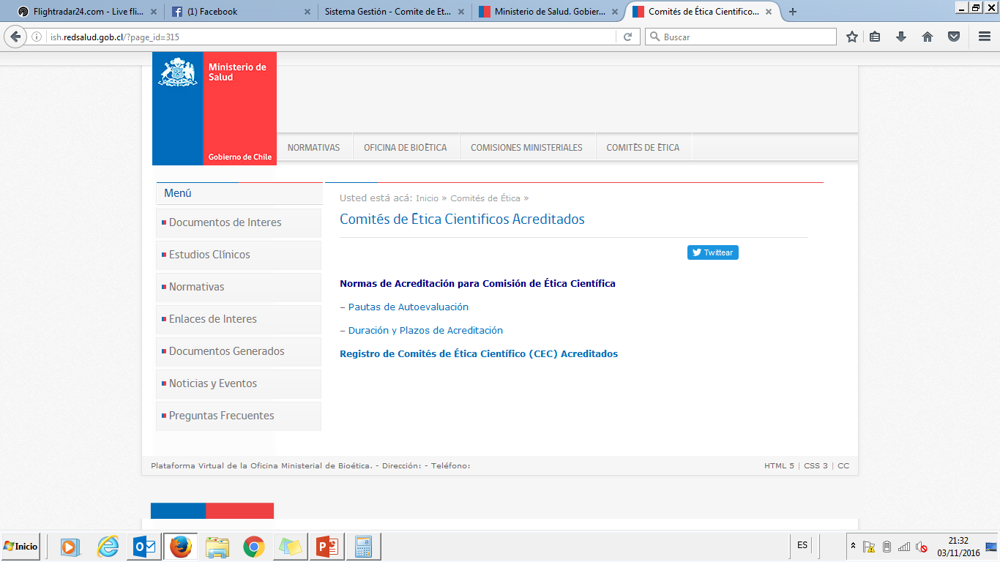 Flightradar24.com - Live fli...
(1) Facebook
Sistema Gestión - Comite de Et...
Ministerio de Salud. Gobier...
Comités de Ética Cientifico...
ish.redsalud.gob.cl/?page_id=315
Buscar
Ministerio de
Salud
Gobierno de Chile
NORMATIVAS
OFICINA DE BIOÉTICA
COMISIONES MINISTERIALES
COMITÉS DE ÉTICA
Menú
Documentos de Interes
Estudios Clínicos
Normativas
Enlaces de Interes
Documentos Generados
Noticias y Eventos
Preguntas Frecuentes
Usted está acá: Inicio » Comités de Ética »
Comités de Ética Cientificos Acreditados
Twittear
Normas de Acreditación para Comisión de Ética Científica
– Pautas de Autoevaluación
– Duración y Plazos de Acreditación
Registro de Comités de Ética Científico (CEC) Acreditados
Plataforma Virtual de la Oficina Ministerial de Bioética. - Dirección: - Teléfono:
HTML 5 | CSS 3 | CC
Inicio
ES
21:32
03/11/2016